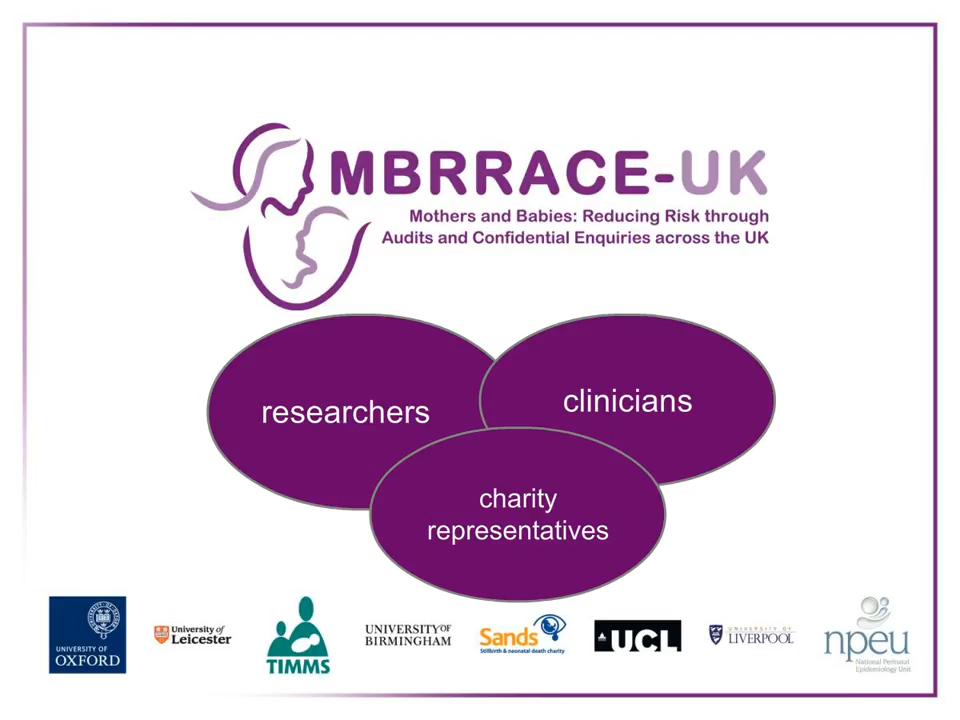 MBRRACE-UK
Mothers and Babies: Reducing Risk through
Audits and Confidential Enquiries across the UK
researchers
clinicians
charity
representatives
UNIVERSITY OF
OXFORD
University of
Leicester
TIMMS
UNIVERSITY OF
BIRMINGHAM
Sands
Stillbirth & neonatal death charity
UCL
UNIVERSITY OF
LIVERPOOL
npeu
National Perinatal
Epidemiology Unit